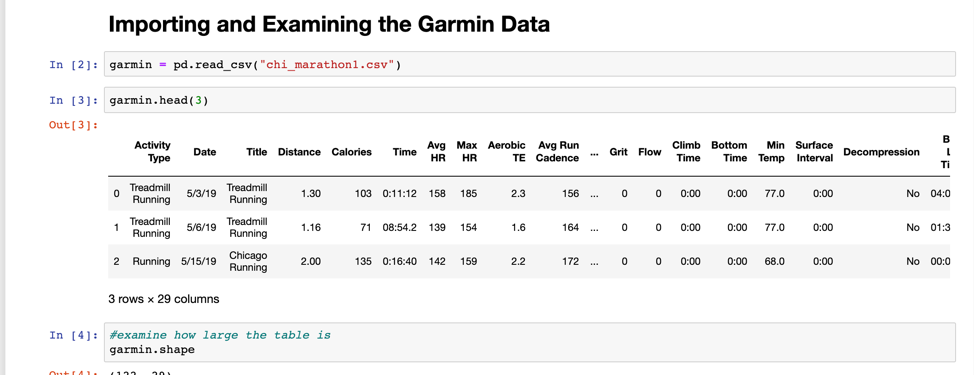 Importing and Examining the Garmin Data
In [2]: garmin = pd.read_csv("chi_marathon1.csv")
In [3]: garmin.head(3)
Out[3]:
Activity Type Date Title Distance Calories Time Avg HR Max HR Aerobic TE Avg Run Cadence ... Grit Flow Climb Time Bottom Time Min Temp Surface Interval Decompression
0 Treadmill Running 5/3/19 Treadmill Running 1.30 103 0:11:12 158 185 2.3 156 ... 0 0 0:00 0:00 77.0 0:00 No 04:0
1 Treadmill Running 5/6/19 Treadmill Running 1.16 71 08:54.2 139 154 1.6 164 ... 0 0 0:00 0:00 77.0 0:00 No 01:3
2 Running 5/15/19 Chicago Running 2.00 135 0:16:40 142 159 2.2 172 ... 0 0 0:00 0:00 68.0 0:00 No 00:0
3 rows × 29 columns
In [4]: #examine how large the table is
garmin.shape
Out[4]: